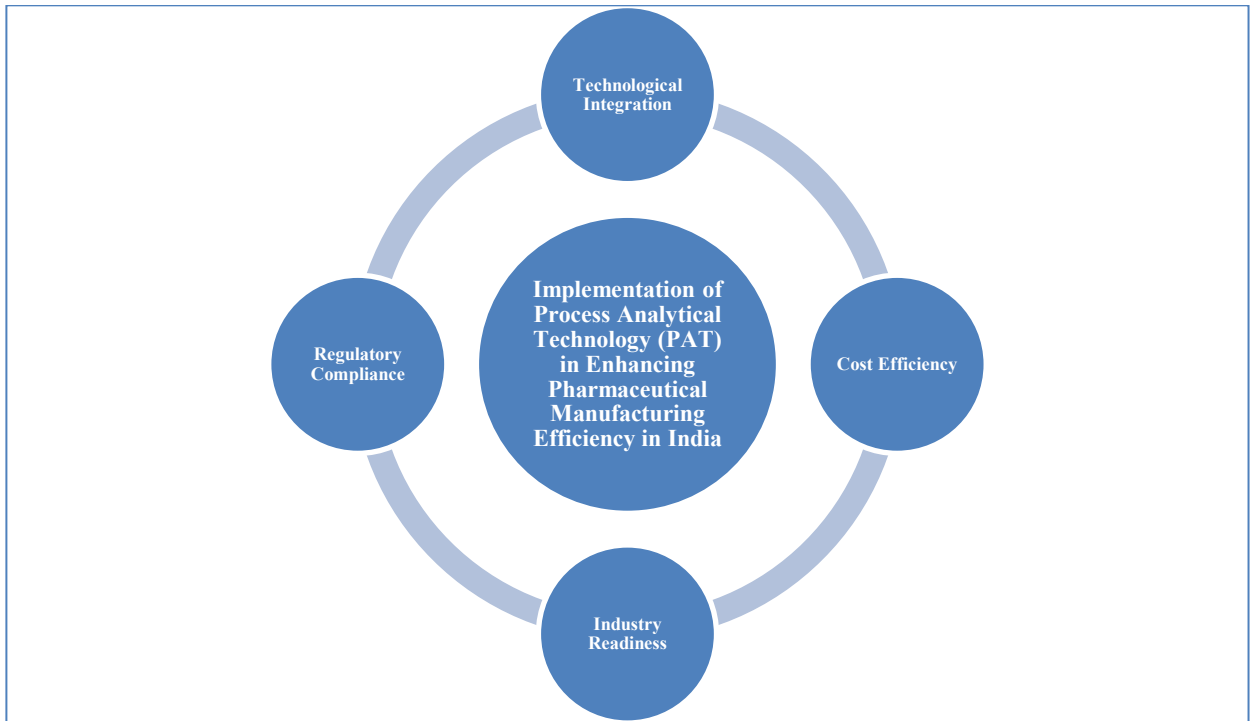 Technological
Integration
Implementation of
Process Analytical
Technology (PAT)
in Enhancing
Pharmaceutical
Manufacturing
Efficiency in India
Regulatory
Compliance
Cost Efficiency
Industry
Readiness